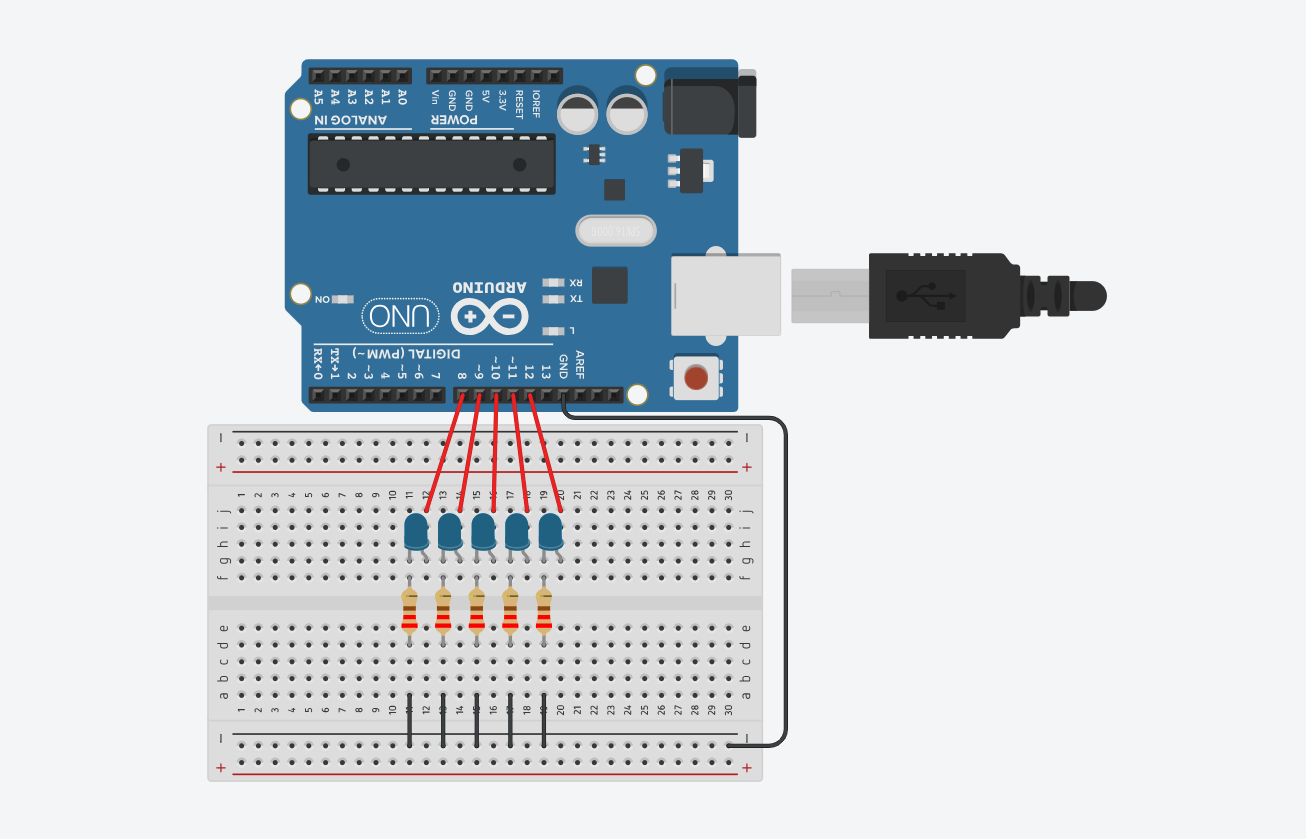 A5 A4 A3 A2 A1 A0 Vin GND GND 5V 3.3V RESET IOREF
ANALOG IN POWER
SPK16.000G
RX
ON ARDUINO TX
UNO
L
DIGITAL (PWM~)
RX←0 TX→1 2 ~3 4 ~5 ~6 7 8 ~9 ~10 ~11 12 13 GND AREF
− −
+ +
1 2 3 4 5 6 7 8 9 10 11 12 13 14 15 16 17 18 19 20 21 22 23 24 25 26 27 28 29 30
j j
i i
h h
g g
f f
e e
d d
c c
b b
a a
1 2 3 4 5 6 7 8 9 10 11 12 13 14 15 16 17 18 19 20 21 22 23 24 25 26 27 28 29 30
− −
+ +